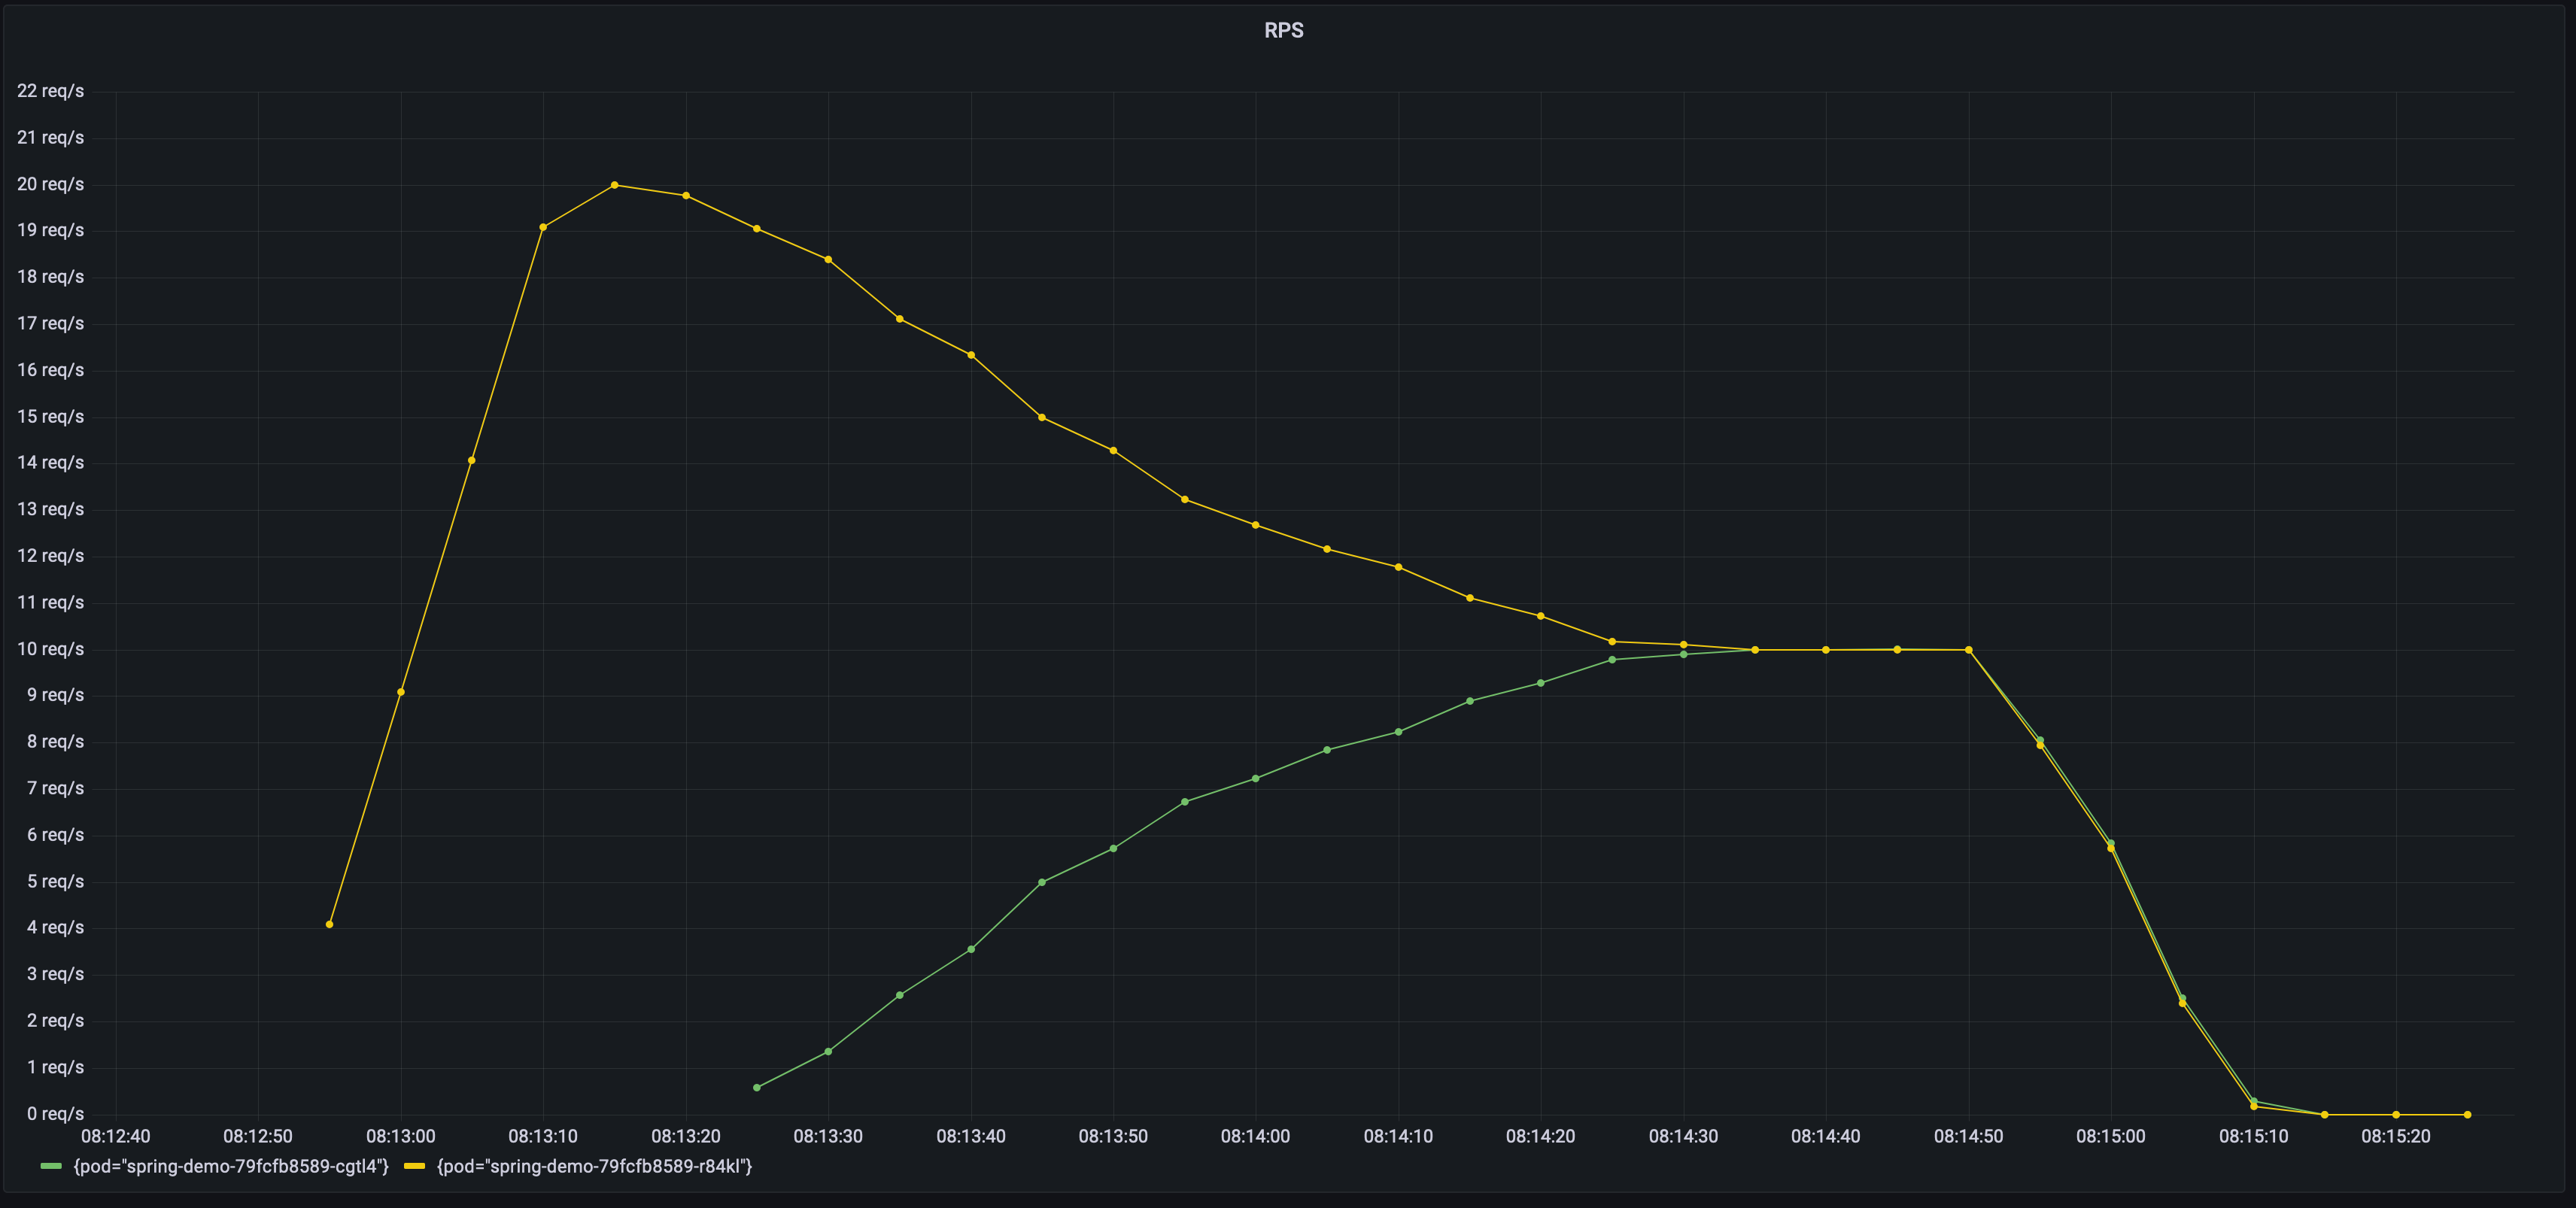 RPS
22 req/s
21 req/s
20 req/s
19 req/s
18 req/s
17 req/s
16 req/s
15 req/s
14 req/s
13 req/s
12 req/s
11 req/s
10 req/s
9 req/s
8 req/s
7 req/s
6 req/s
5 req/s
4 req/s
3 req/s
2 req/s
1 req/s
0 req/s
08:12:40 08:12:50 08:13:00 08:13:10 08:13:20 08:13:30 08:13:40 08:13:50 08:14:00 08:14:10 08:14:20 08:14:30 08:14:40 08:14:50 08:15:00 08:15:10 08:15:20
{pod="spring-demo-79fcfb8589-cgtl4"} {pod="spring-demo-79fcfb8589-r84kl"}